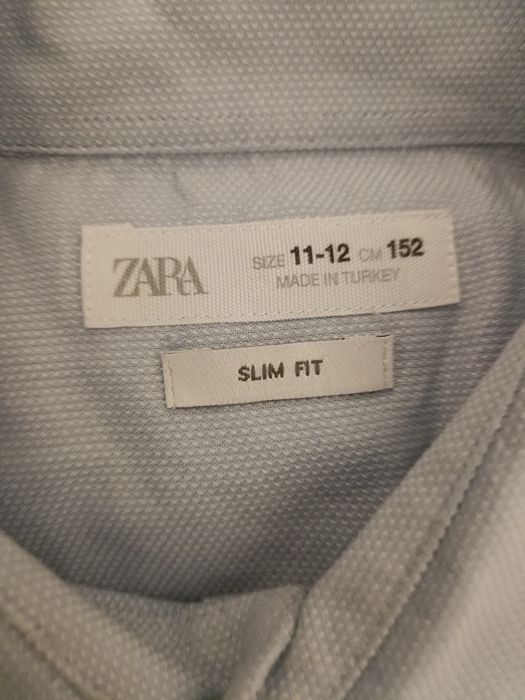 ZARA
SIZE 11-12 CM 152
MADE IN TURKEY
SLIM FIT